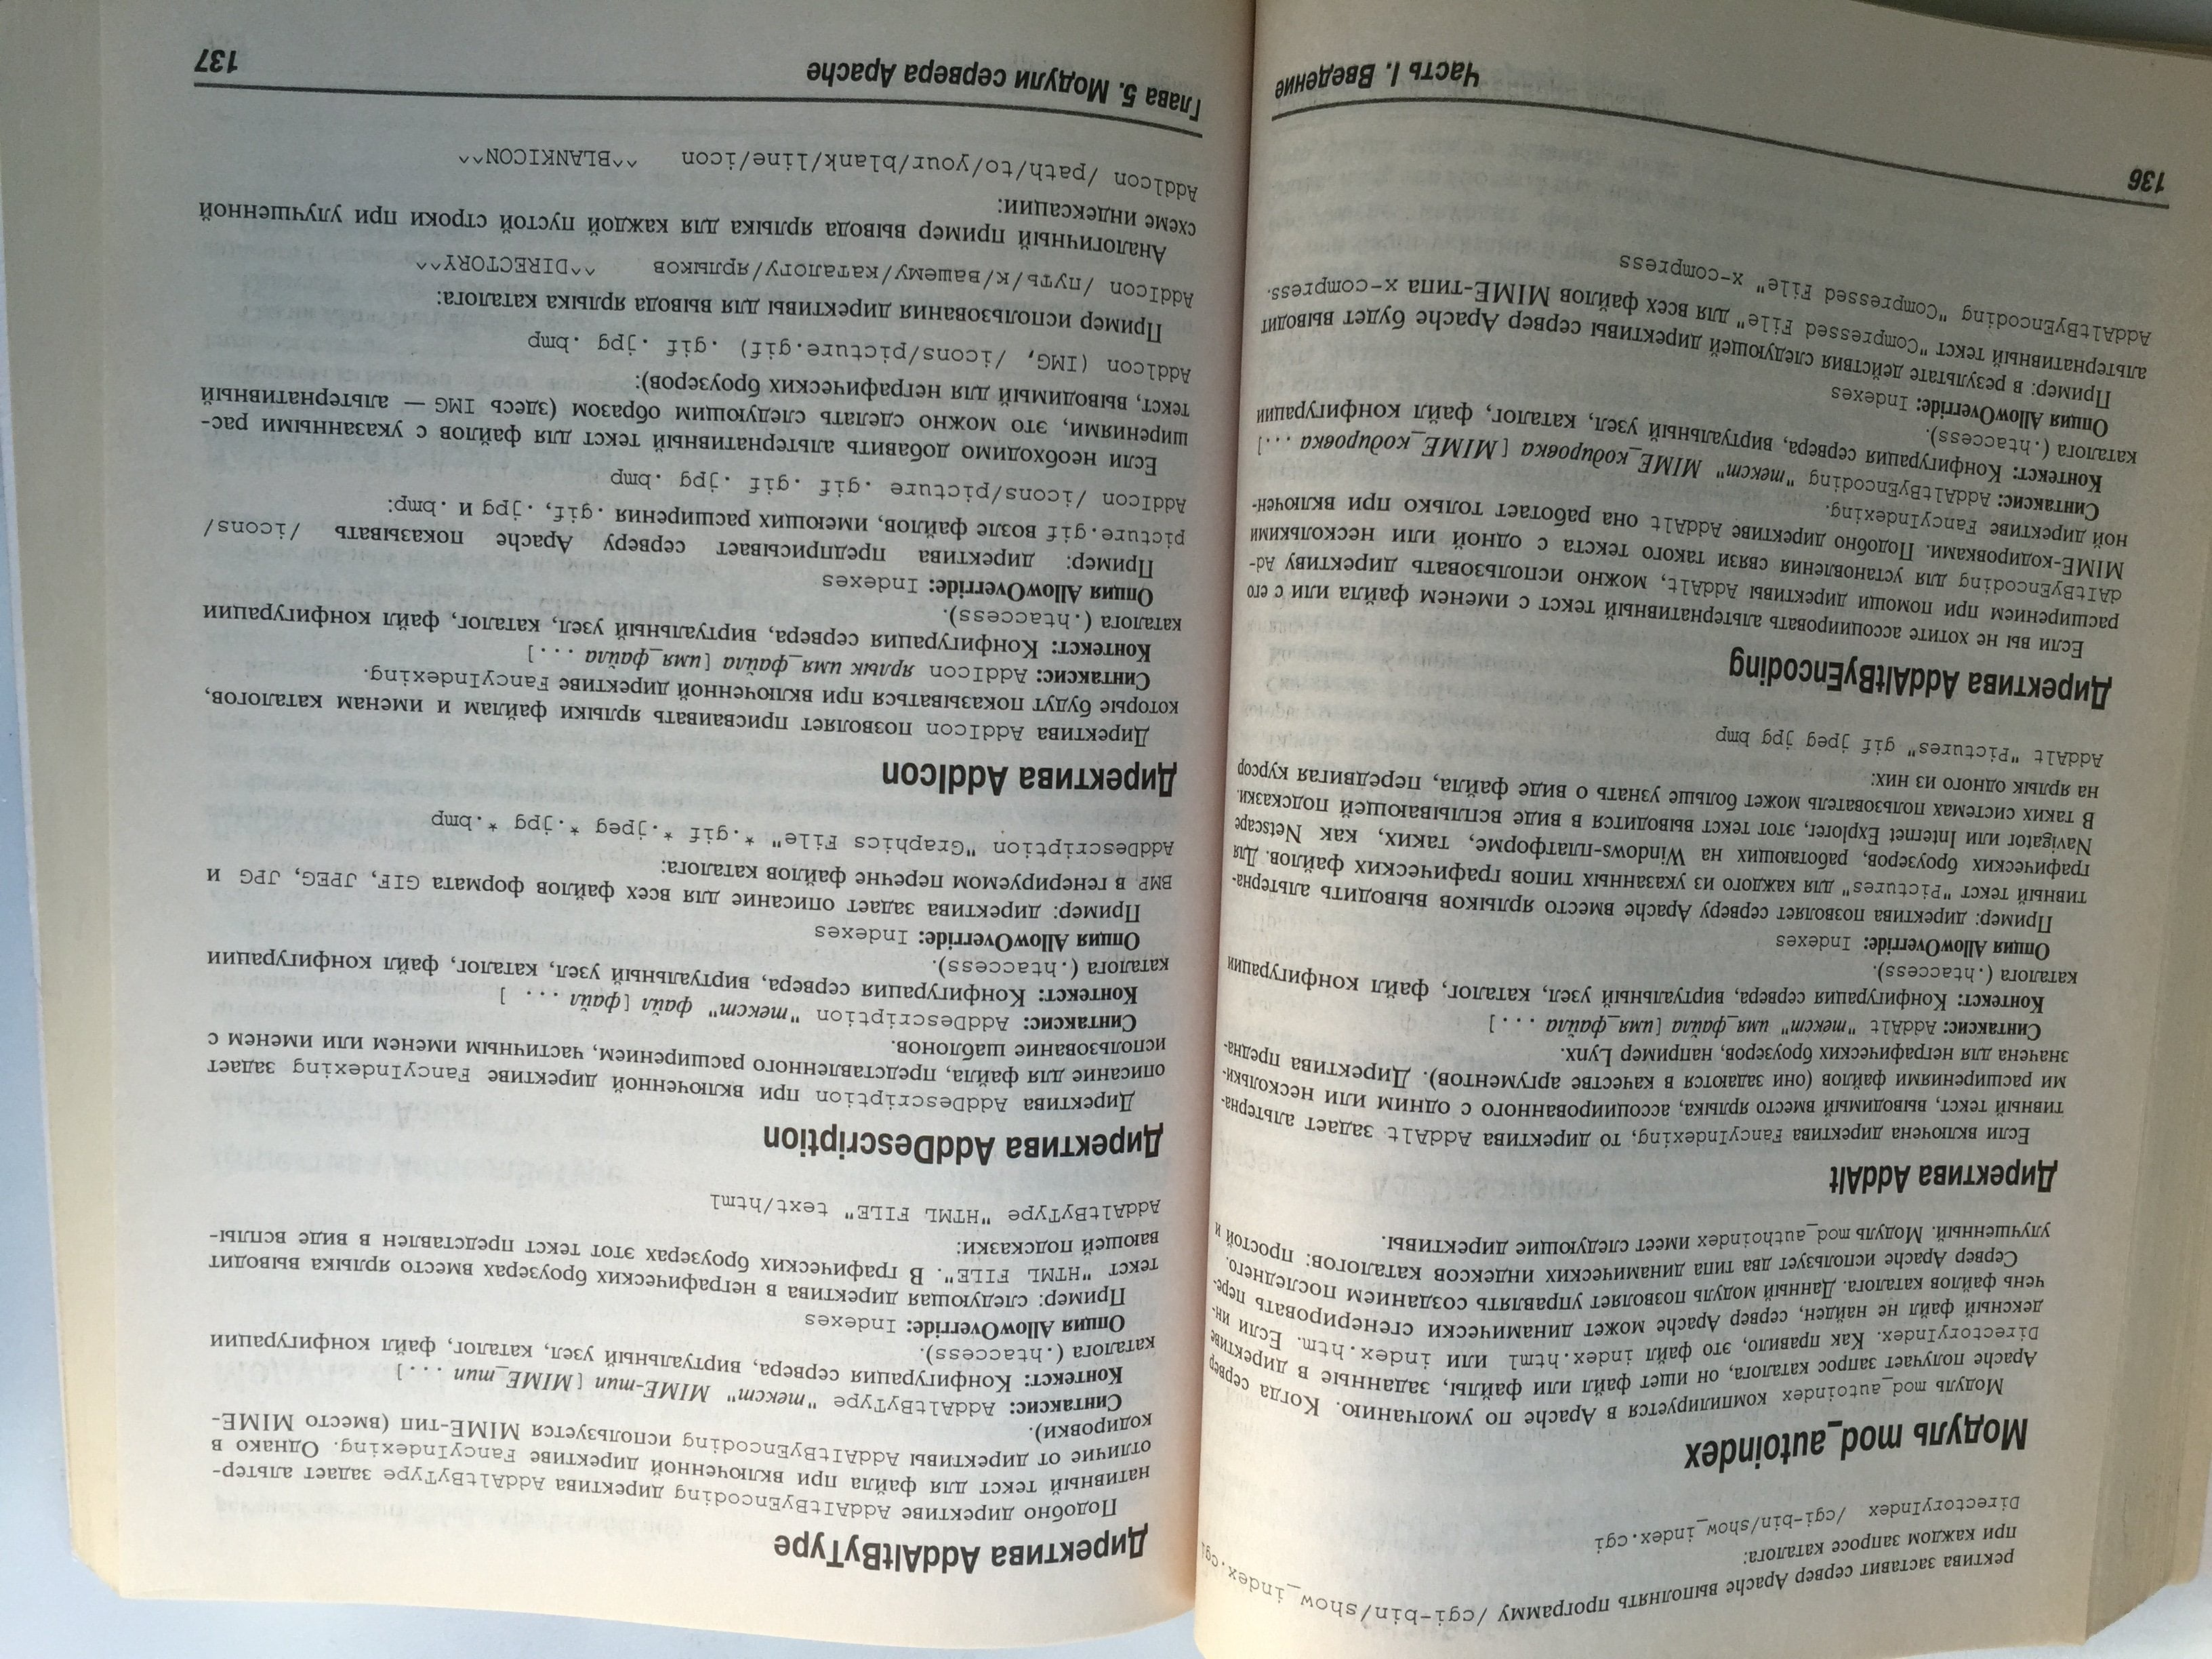 ректива заставит сервер Apache выполнять программу /cgi-bin/show_index.cgi
при каждом запросе каталога:
DirectoryIndex /cgi-bin/show_index.cgi
Модуль mod_autoindex
Модуль mod_autoindex компилируется в Apache по умолчанию. Когда сервер
Apache получает запрос каталога, он ищет файл или файлы, заданные в директиве
DirectoryIndex. Как правило, это файл index.html или index.htm. Если ин-
дексный файл не найден, сервер Apache может динамически сгенерировать пере-
чень файлов каталога. Данный модуль позволяет управлять созданием последнего.
Сервер Apache использует два типа динамических индексов каталогов: простой и
улучшенный. Модуль mod_authoindex имеет следующие директивы.
Директива AddAlt
Если включена директива FancyIndexing, то директива AddAlt задает альтерна-
тивный текст, выводимый вместо ярлыка, ассоциированного с одним или нескольки-
ми расширениями файлов (они задаются в качестве аргументов). Директива предна-
значена для неграфических броузеров, например Lynx.
Синтаксис: AddAlt "текст" имя_файла [имя_файла ...]
Контекст: Конфигурация сервера, виртуальный узел, каталог, файл конфигурации
каталога (.htaccess).
Опция AllowOverride: Indexes
Пример: директива позволяет серверу Apache вместо ярлыков выводить альтерна-
тивный текст "Pictures" для каждого из указанных типов графических файлов. Для
графических броузеров, работающих на Windows-платформе, таких, как Netscape
Navigator или Internet Explorer, этот текст выводится в виде всплывающей подсказки.
В таких системах пользователь может больше узнать о виде файла, передвигая курсор
на ярлык одного из них:
AddAlt "Pictures" gif jpeg jpg bmp
Директива AddAltByEncoding
Если вы не хотите ассоциировать альтернативный текст с именем файла или с его
расширением при помощи директивы AddAlt, можно использовать директиву Ad-
dAItByEncoding для установления связи такого текста с одной или несколькими
MIME-кодировками. Подобно директиве AddAlt она работает только при включен-
ной директиве FancyIndexing.
Синтаксис: AddAltByEncoding "текст" MIME_кодировка [MIME_кодировка ...]
Контекст: Конфигурация сервера, виртуальный узел, каталог, файл конфигурации
каталога (.htaccess).
Опция AllowOverride: Indexes
Пример: в результате действия следующей директивы сервер Apache будет выводит
альтернативный текст "Compressed File" для всех файлов MIME-типа x-compress.
AddAltByEncoding "Compressed File" x-compress
136
Часть I. Введение
Директива AddAltByType
Подобно директиве AddAItByEncoding директива AddAltByType задает альтер-
нативный текст для файла при включенной директиве FancyIndexing. Однако в
отличие от директивы AddAItByEncoding используется MIME-тип (вместо MIME-
кодировки).
Синтаксис: AddAltByType "текст" MIME-тип [MIME_тип ...]
Контекст: Конфигурация сервера, виртуальный узел, каталог, файл конфигурации
каталога (.htaccess).
Опция AllowOverride: Indexes
Пример: следующая директива в неграфических броузерах вместо ярлыка выводит
текст "HTML FILE". В графических броузерах этот текст представлен в виде всплы-
вающей подсказки:
AddAltByType "HTML FILE" text/html
Директива AddDescription
Директива AddDescription при включенной директиве FancyIndexing задает
описание для файла, представленного расширением, частичным именем или именем с
использование шаблонов.
Синтаксис: AddDescription "текст" файл [файл ... ]
Контекст: Конфигурация сервера, виртуальный узел, каталог, файл конфигурации
каталога (.htaccess).
Опция AllowOverride: Indexes
Пример: директива задает описание для всех файлов формата GIF, JPEG, JPG и
BMP в генерируемом перечне файлов каталога:
AddDescription "Graphics File" *.gif *.jpeg *.jpg *.bmp
Директива AddIcon
Директива AddIcon позволяет присваивать ярлыки файлам и именам каталогов,
которые будут показываться при включенной директиве FancyIndexing.
Синтаксис: AddIcon ярлык имя_файла [имя_файла ...]
Контекст: Конфигурация сервера, виртуальный узел, каталог, файл конфигурации
каталога (.htaccess).
Опция AllowOverride: Indexes
Пример: директива предписывает серверу Apache показывать /icons/
picture.gif возле файлов, имеющих расширения .gif, .jpg и .bmp:
AddIcon /icons/picture .gif .gif .jpg .bmp
Если необходимо добавить альтернативный текст для файлов с указанными рас-
ширениями, это можно сделать следующим образом (здесь IMG — альтернативный
текст, выводимый для неграфических броузеров):
AddIcon (IMG, /icons/picture.gif) .gif .jpg .bmp
Пример использования директивы для вывода ярлыка каталога:
AddIcon /путь/к/вашему/каталогу/ярлыков ^^DIRECTORY^^
Аналогичный пример вывода ярлыка для каждой пустой строки при улучшенной
схеме индексации:
AddIcon /path/to/your/blank/line/icon ^^BLANKICON^^
Глава 5. Модули сервера Apache
137